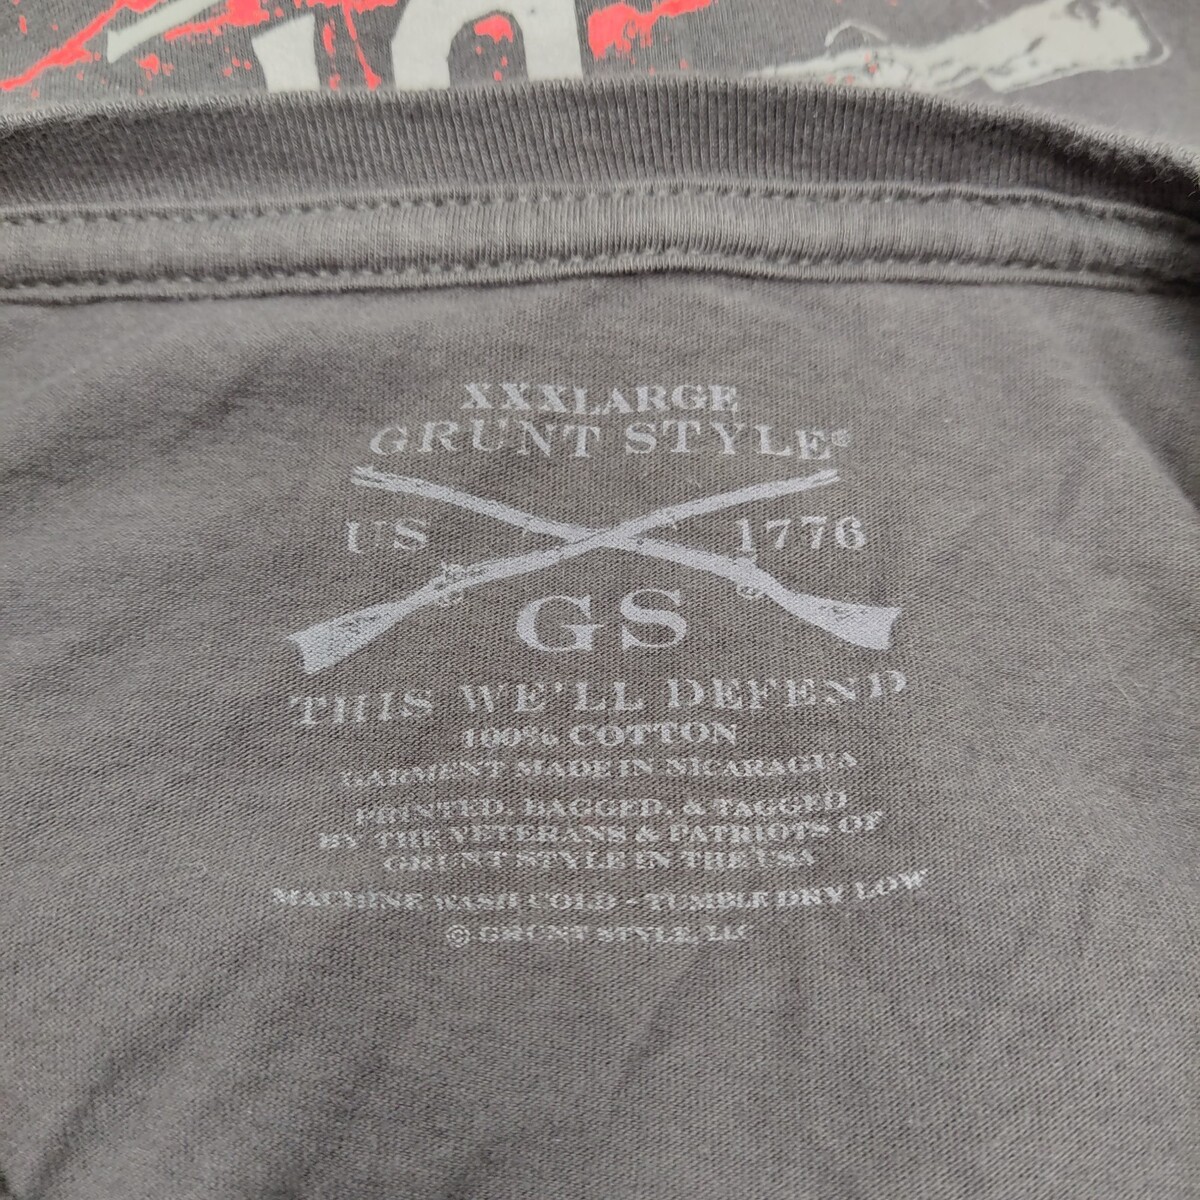 XXXLARGE
GRUNT STYLE®
US 1776
GS
THIS WE'LL DEFEND
100% COTTON
GARMENT MADE IN NICARAGUA
PRINTED, BAGGED, & TAGGED
BY THE VETERANS & PATRIOTS OF
GRUNT STYLE IN THE USA
MACHINE WASH COLD - TUMBLE DRY LOW
© GRUNT STYLE, LLC